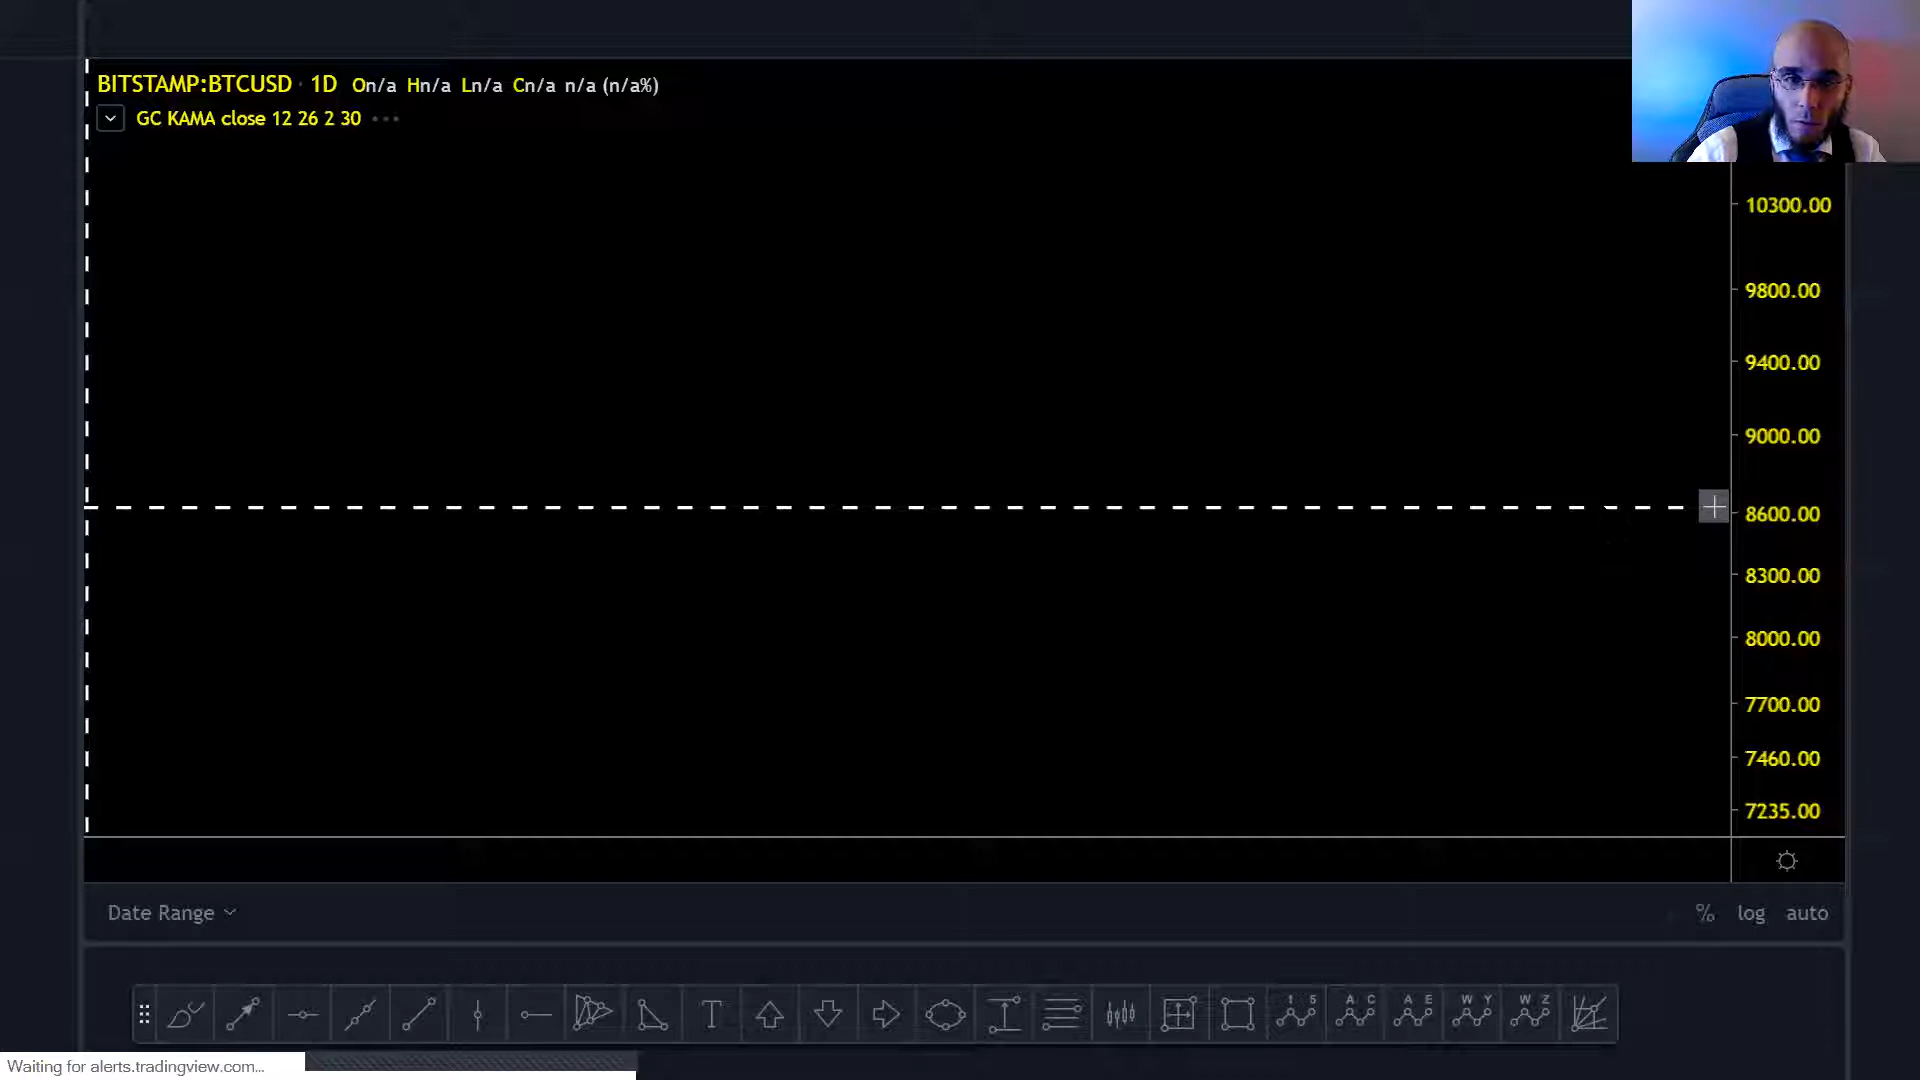 BITSTAMP:BTCUSD · 1D On/a Hn/a Ln/a Cn/a n/a (n/a%)
GC KAMA close 12 26 2 30
10300.00
9800.00
9400.00
9000.00
8600.00
8300.00
8000.00
7700.00
7460.00
7235.00
Date Range
% log auto
T
1 5
A C
A E
W Y
W Z
Waiting for alerts.tradingview.com...